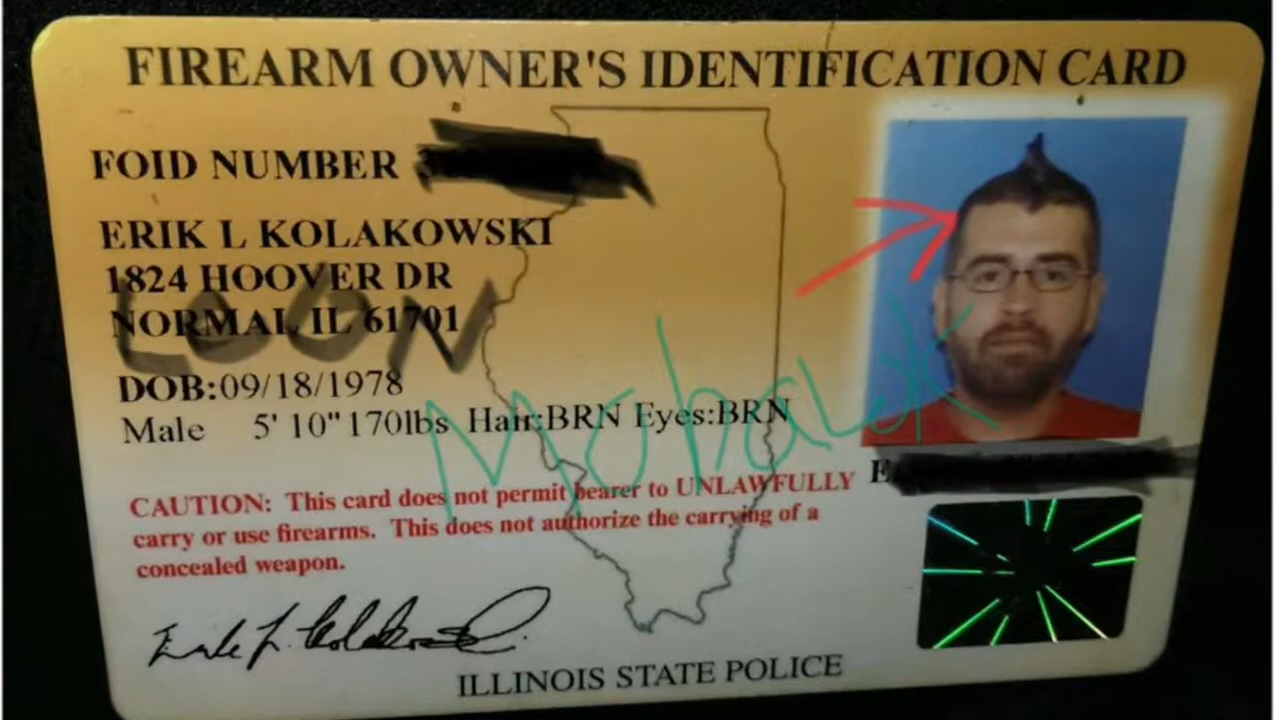 FIREARM OWNER'S IDENTIFICATION CARD
FOID NUMBER
ERIK L KOLAKOWSKI
1824 HOOVER DR
NORMAL IL 61701
LOON
DOB:09/18/1978
Male 5' 10" 170lbs Hair:BRN Eyes:BRN
Mohawk
CAUTION: This card does not permit bearer to UNLAWFULLY
carry or use firearms. This does not authorize the carrying of a
concealed weapon.
E
ILLINOIS STATE POLICE